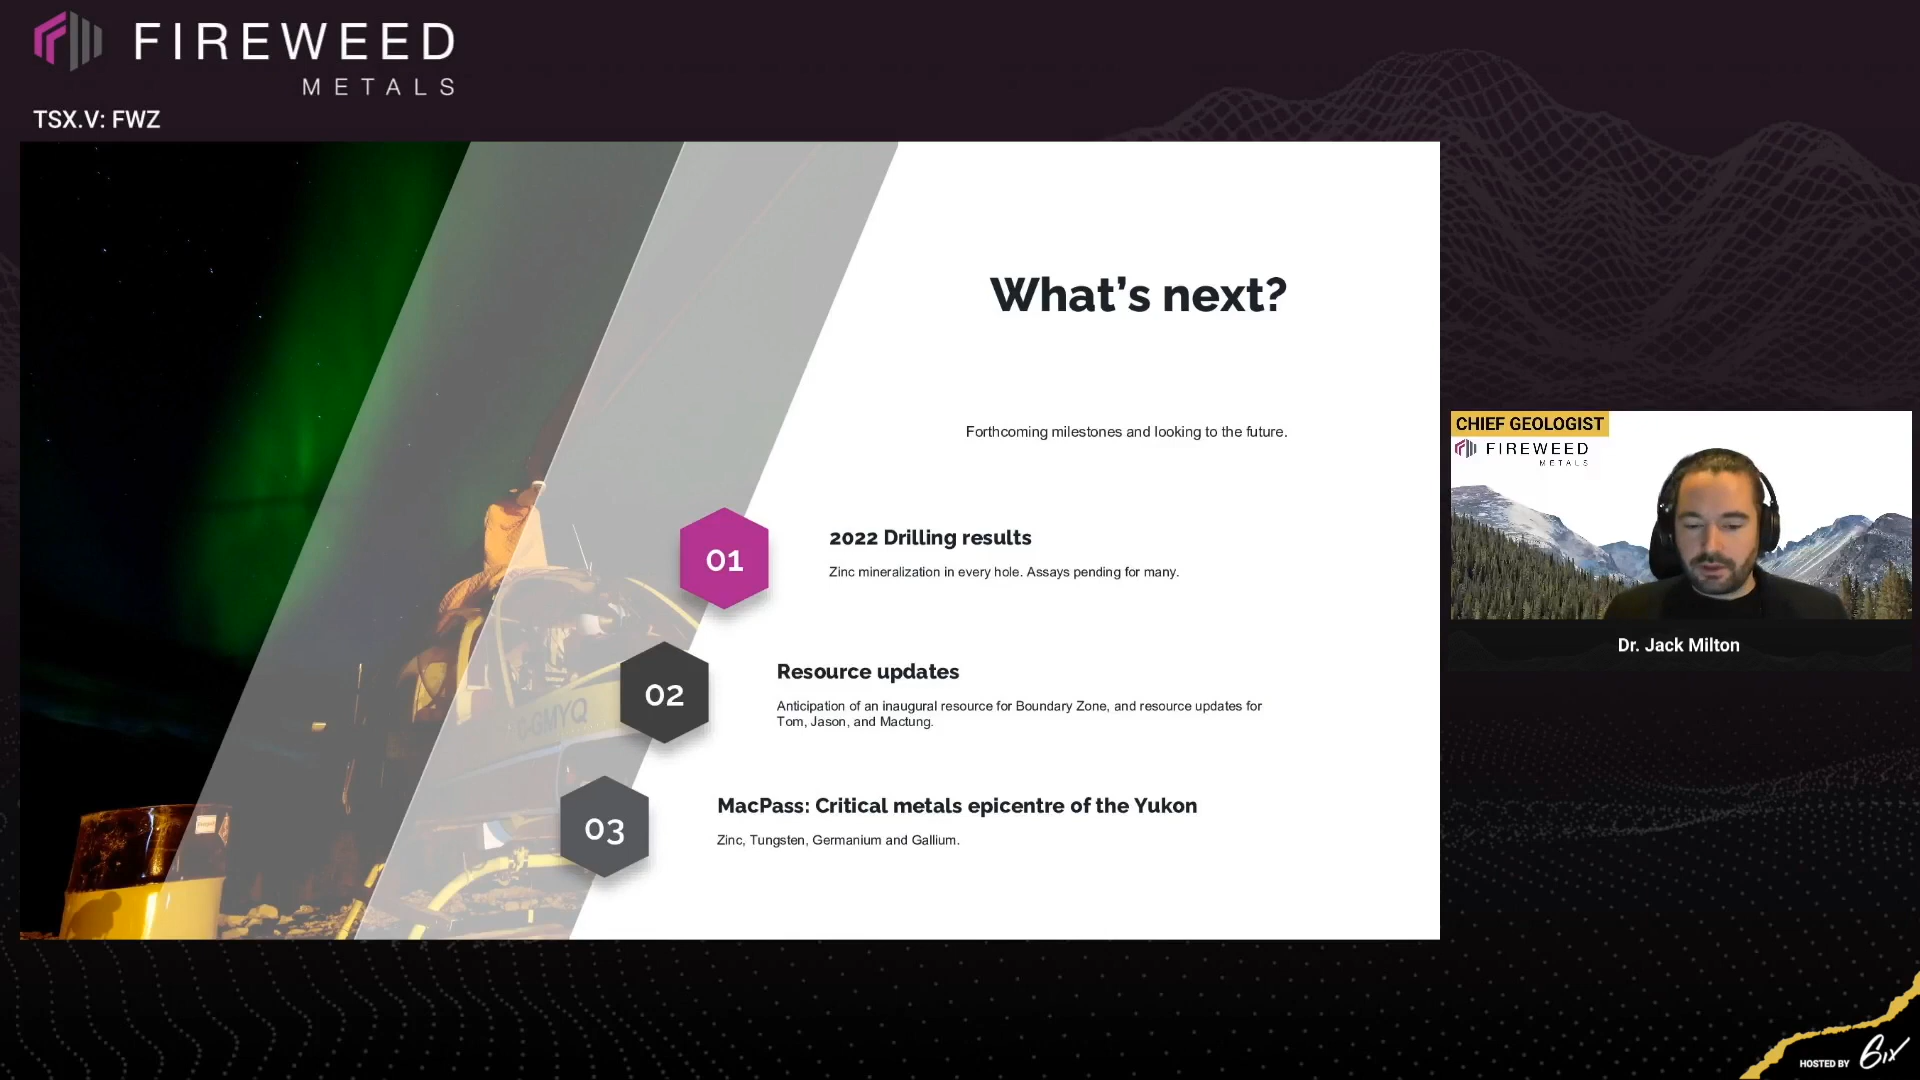 FIREWEED
METALS
TSX.V: FWZ
What's next?
Forthcoming milestones and looking to the future.
01
2022 Drilling results
Zinc mineralization in every hole. Assays pending for many.
02
Resource updates
Anticipation of an inaugural resource for Boundary Zone, and resource updates for
Tom, Jason, and Mactung.
03
MacPass: Critical metals epicentre of the Yukon
Zinc, Tungsten, Germanium and Gallium.
C-GMYQ
CHIEF GEOLOGIST
FIREWEED
METALS
Dr. Jack Milton
HOSTED BY 6ix